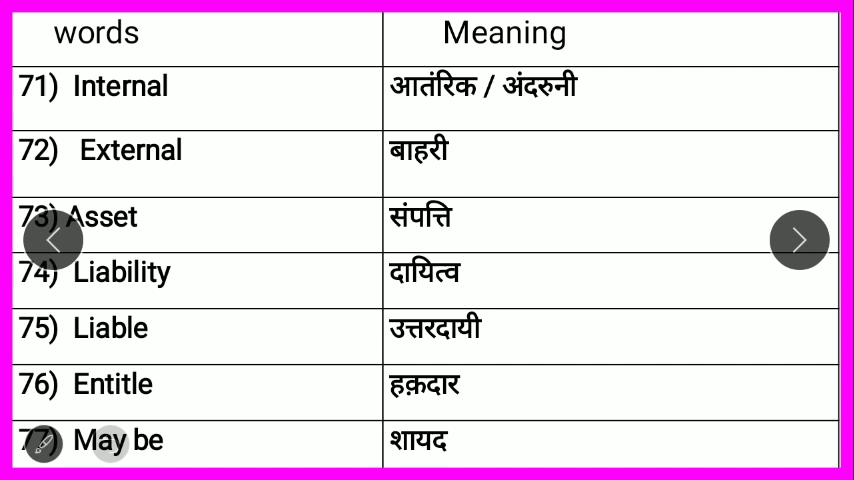 words Meaning
71) Internal आतंरिक / अंदरुनी
72) External बाहरी
73) Asset संपत्ति
74) Liability दायित्व
75) Liable उत्तरदायी
76) Entitle हक़दार
77) May be शायद